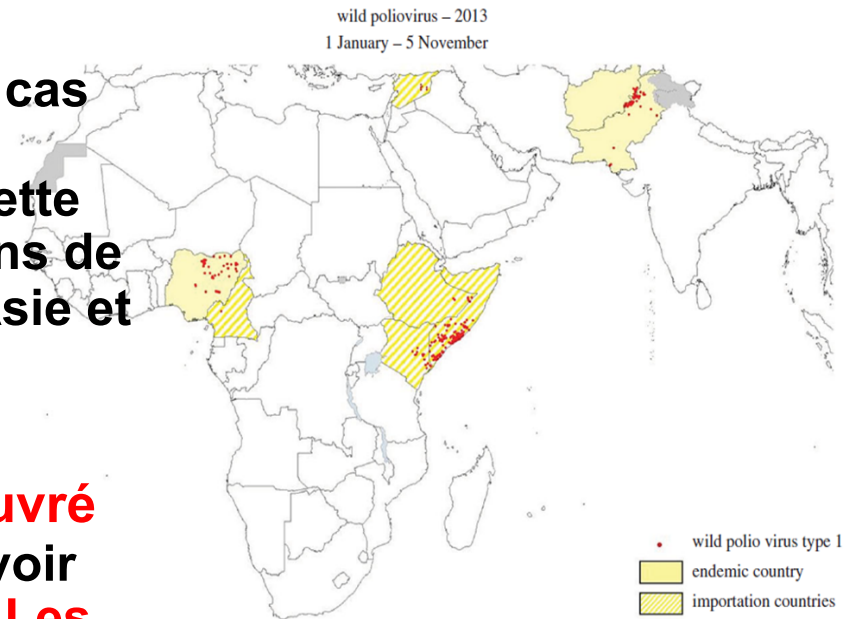 wild poliovirus – 2013
1 January – 5 November
cas
ette
ns de
sie et
uvré
voir
Les
wild polio virus type 1
endemic country
importation countries